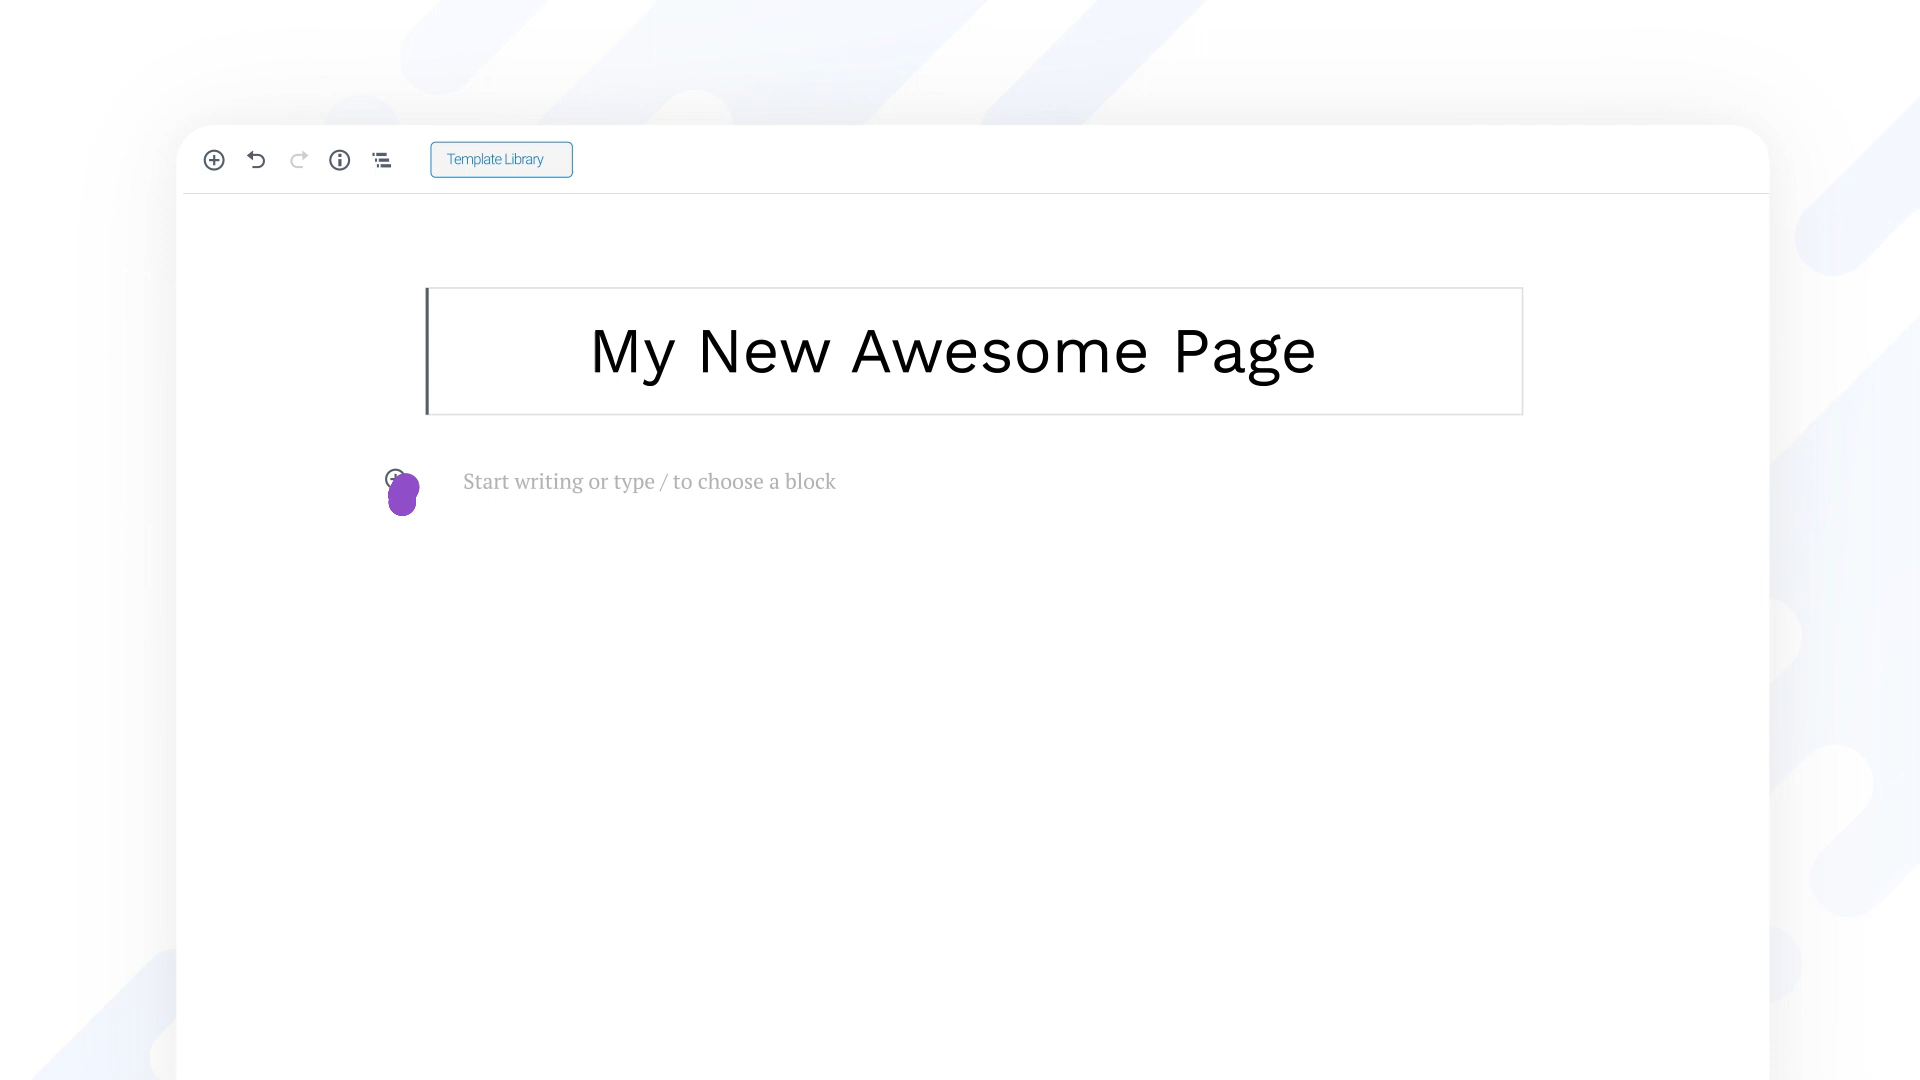 Template Library
My New Awesome Page
Start writing or type / to choose a block